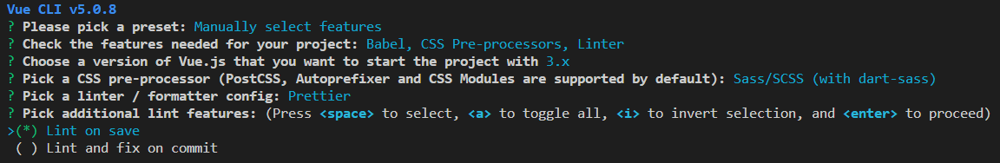 Vue CLI v5.0.8
? Please pick a preset: Manually select features
? Check the features needed for your project: Babel, CSS Pre-processors, Linter
? Choose a version of Vue.js that you want to start the project with 3.x
? Pick a CSS pre-processor (PostCSS, Autoprefixer and CSS Modules are supported by default): Sass/SCSS (with dart-sass)
? Pick a linter / formatter config: Prettier
? Pick additional lint features: (Press <space> to select, <a> to toggle all, <i> to invert selection, and <enter> to proceed)
>(*) Lint on save
( ) Lint and fix on commit